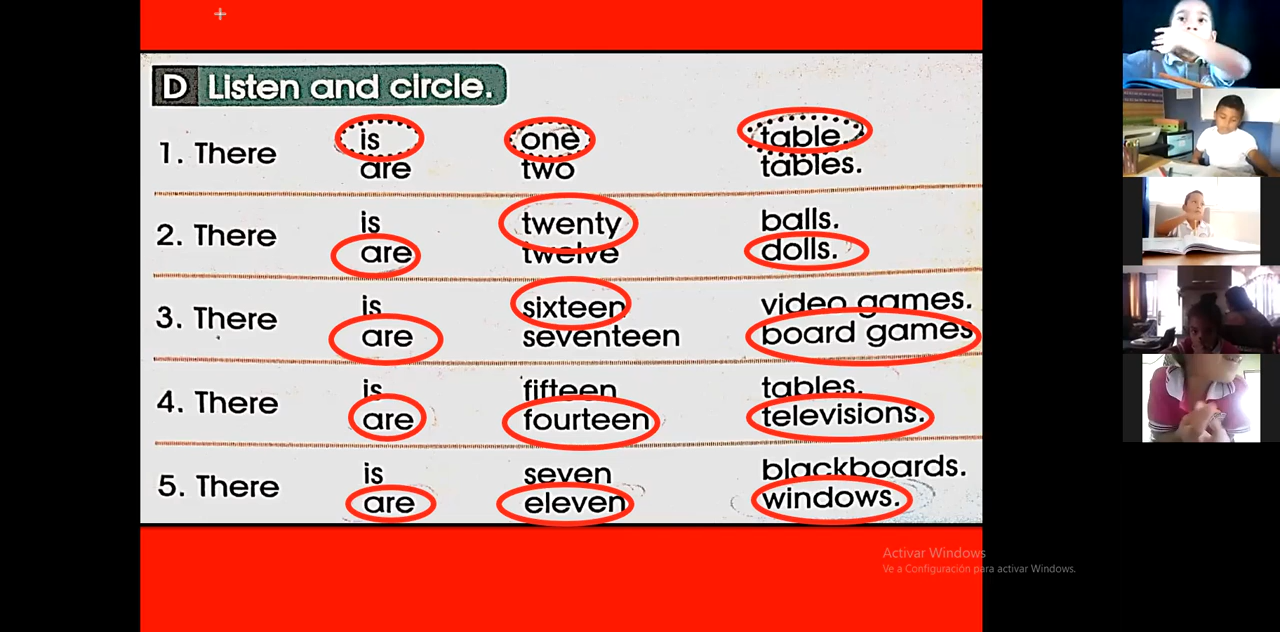 D Listen and circle.
1. There is one table.
are two tables.
2. There is twenty balls.
are twelve dolls.
3. There is sixteen video games.
are seventeen board games
4. There is fifteen tables.
are fourteen televisions.
5. There is seven blackboards.
are eleven windows.
Activar Windows
Ve a Configuración para activar Windows.